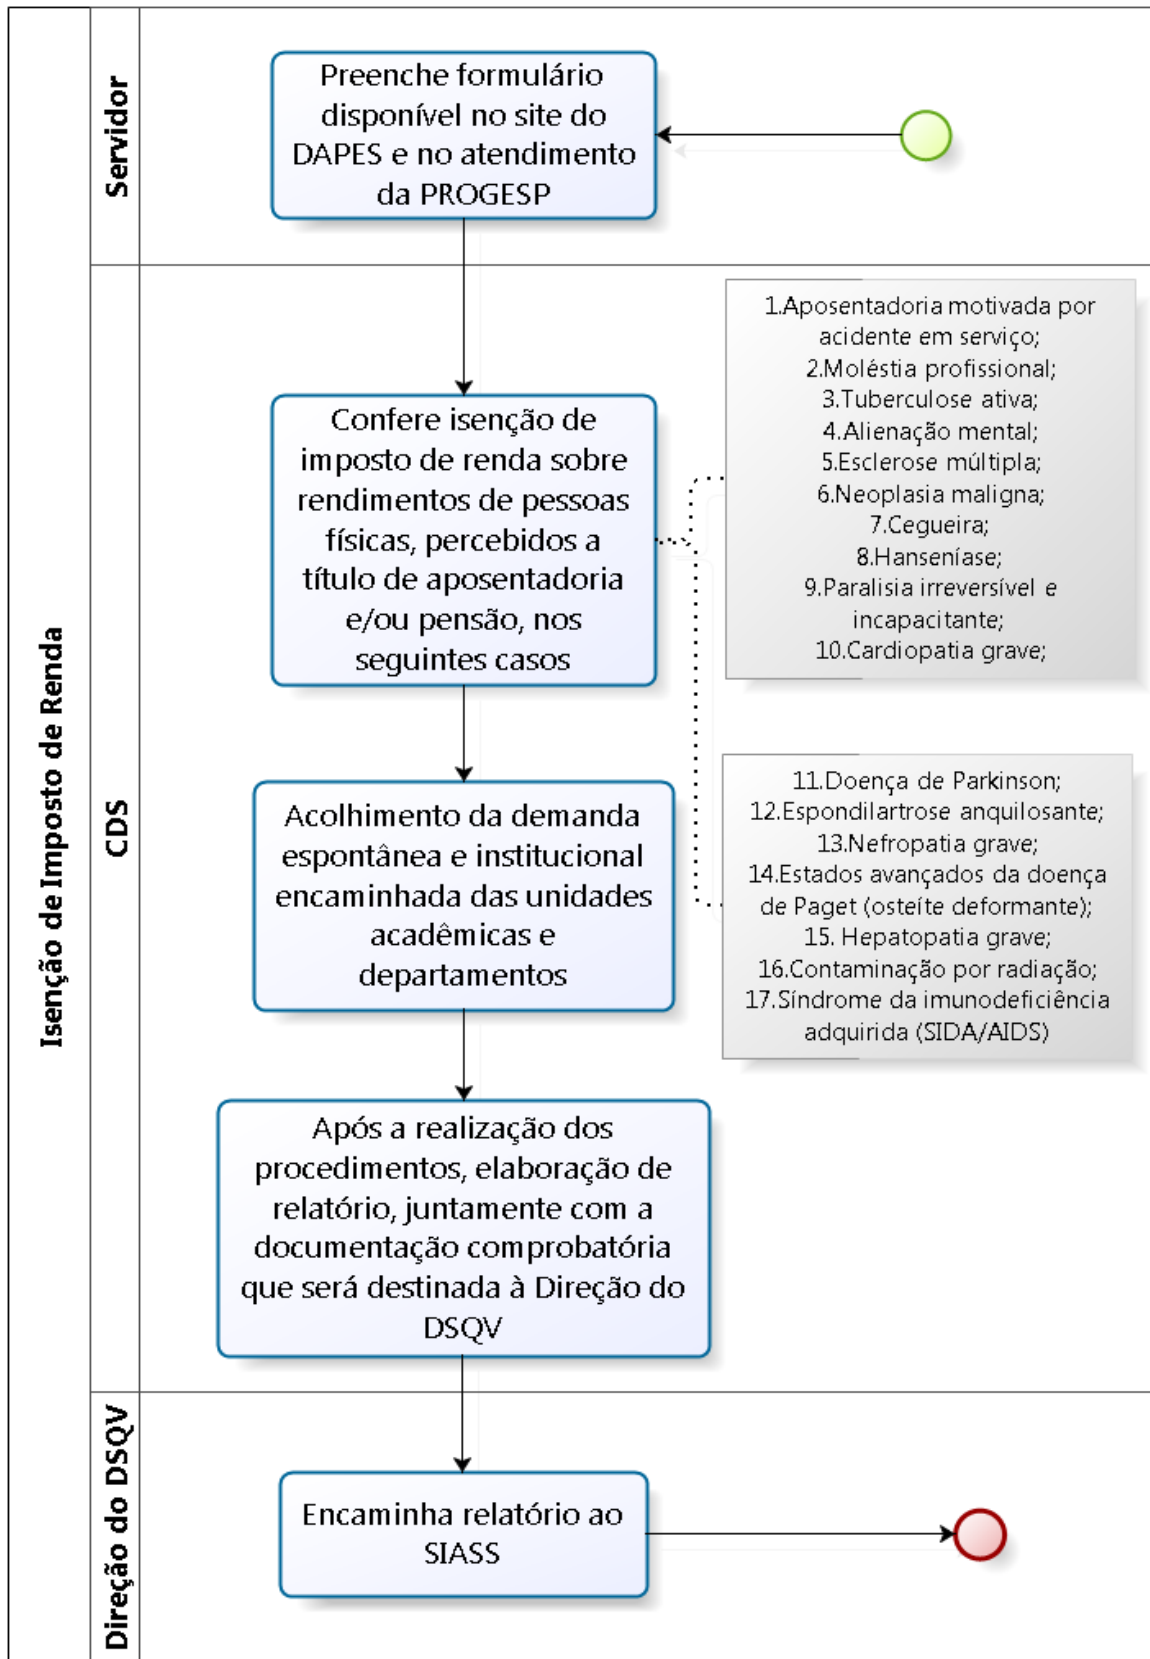 Isenção de Imposto de Renda
Servidor
Preenche formulário
disponível no site do
DAPES e no atendimento
da PROGESP
CDS
Confere isenção de
imposto de renda sobre
rendimentos de pessoas
físicas, percebidos a
título de aposentadoria
e/ou pensão, nos
seguintes casos
1.Aposentadoria motivada por
acidente em serviço;
2.Moléstia profissional;
3.Tuberculose ativa;
4.Alienação mental;
5.Esclerose múltipla;
6.Neoplasia maligna;
7.Cegueira;
8.Hanseníase;
9.Paralisia irreversível e
incapacitante;
10.Cardiopatia grave;
11.Doença de Parkinson;
12.Espondilartrose anquilosante;
13.Nefropatia grave;
14.Estados avançados da doença
de Paget (osteíte deformante);
15. Hepatopatia grave;
16.Contaminação por radiação;
17.Síndrome da imunodeficiência
adquirida (SIDA/AIDS)
Acolhimento da demanda
espontânea e institucional
encaminhada das unidades
acadêmicas e
departamentos
Após a realização dos
procedimentos, elaboração de
relatório, juntamente com a
documentação comprobatória
que será destinada à Direção do
DSQV
Direção do DSQV
Encaminha relatório ao
SIASS